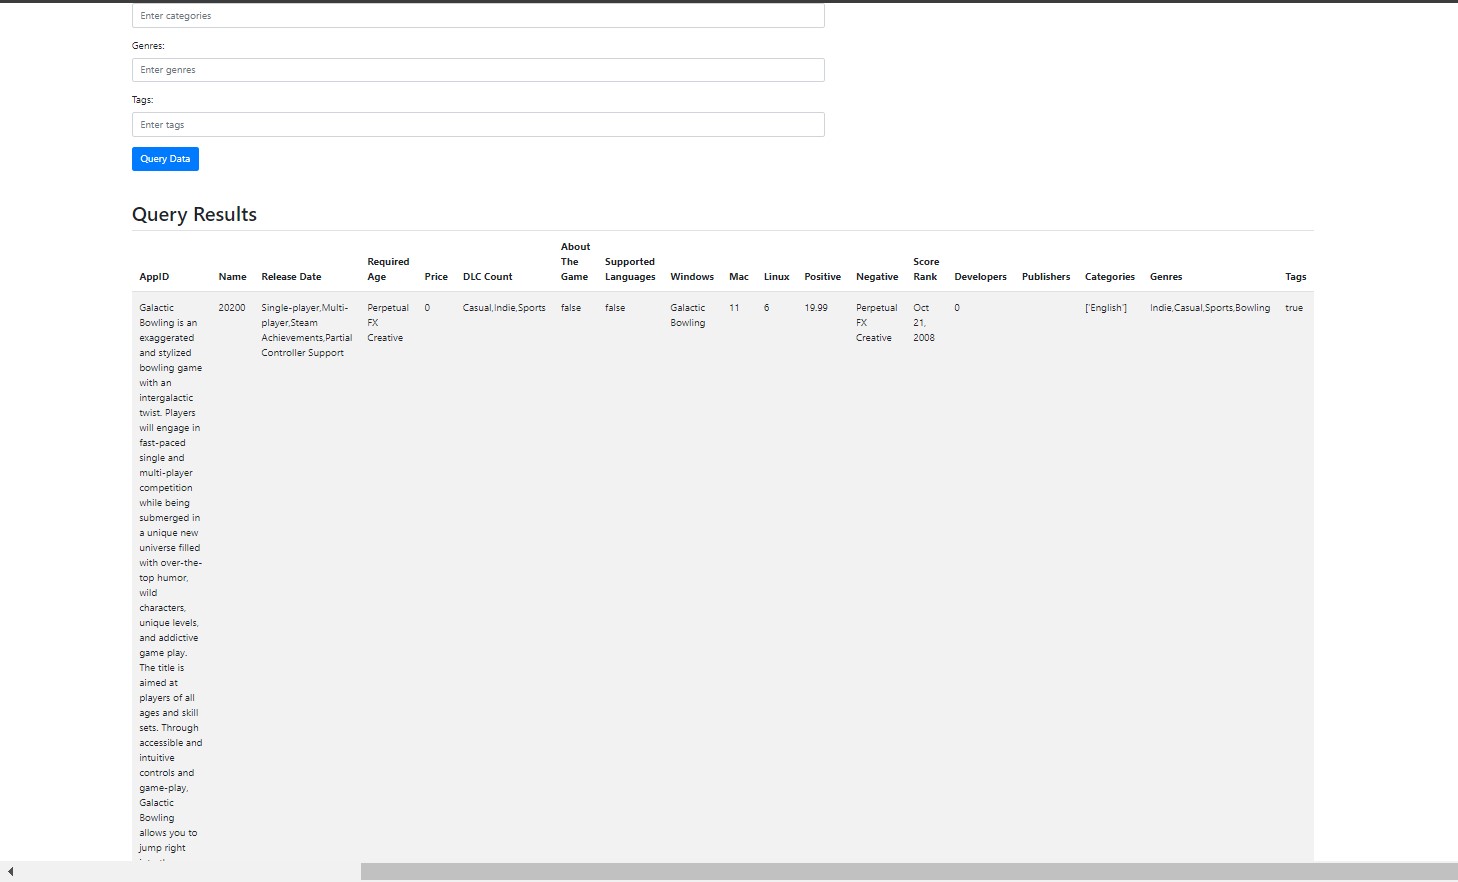 Enter categories
Genres:
Enter genres
Tags:
Enter tags
Query Data
Query Results
AppID Name Release Date Required Age Price DLC Count About The Game Supported Languages Windows Mac Linux Positive Negative Score Rank Developers Publishers Categories Genres Tags
Galactic 20200 Single-player,Multi- Perpetual 0 Casual,Indie,Sports false false Galactic 11 6 19.99 Perpetual Oct 0 ['English'] Indie,Casual,Sports,Bowling true
Bowling is an player,Steam FX Bowling FX 21,
exaggerated Achievements,Partial Creative Creative 2008
and stylized Controller Support
bowling game
with an
intergalactic
twist. Players
will engage in
fast-paced
single and
multi-player
competition
while being
submerged in
a unique new
universe filled
with over-the-
top humor,
wild
characters,
unique levels,
and addictive
game play.
The title is
aimed at
players of all
ages and skill
sets. Through
accessible and
intuitive
controls and
game-play,
Galactic
Bowling
allows you to
jump right